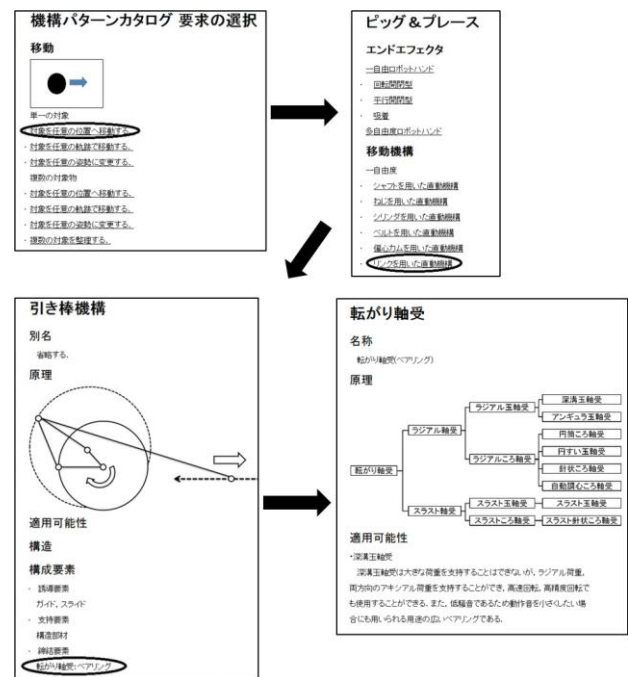 機構パターンカタログ 要求の選択
移動
単一の対象
・対象を任意の位置へ移動する。
・対象を任意の軌跡で移動する。
・対象を任意の姿勢に変更する。
複数の対象物
・対象を任意の位置へ移動する。
・対象を任意の軌跡で移動する。
・対象を任意の姿勢に変更する。
・複数の対象を整理する。
ピッグ&プレース
エンドエフェクタ
一自由ロボットハンド
・ 回転開閉型
・ 平行開閉型
・ 吸着
多自由度ロボットハンド
移動機構
一自由度
・ シャフトを用いた直動機構
・ ねじを用いた直動機構
・ シリンダを用いた直動機構
・ ベルトを用いた直動機構
・ 偏心カムを用いた直動機構
・ リンクを用いた直動機構
引き棒機構
別名
省略する.
原理
適用可能性
構造
構成要素
・ 誘導要素
ガイド, スライド
・ 支持要素
構造部材
・ 締結要素
転がり軸受:ベアリング
転がり軸受
名称
転がり軸受(ベアリング)
原理
転がり軸受
ラジアル軸受
ラジアル玉軸受
深溝玉軸受
アンギュラ玉軸受
ラジアルころ軸受
円筒ころ軸受
円すい玉軸受
針状ころ軸受
自動調心ころ軸受
スラスト軸受
スラスト玉軸受
スラスト玉軸受
スラストころ軸受
スラスト針状ころ軸受
適用可能性
・深溝玉軸受
深溝玉軸受は大きな荷重を支持することはできないが, ラジアル荷重,
両方向のアキシアル荷重を支持することができ, 高速回転, 高精度回転で
も使用することができる. また, 低騒音であるため動作音を小さくしたい場
合にも用いられる用途の広いベアリングである.